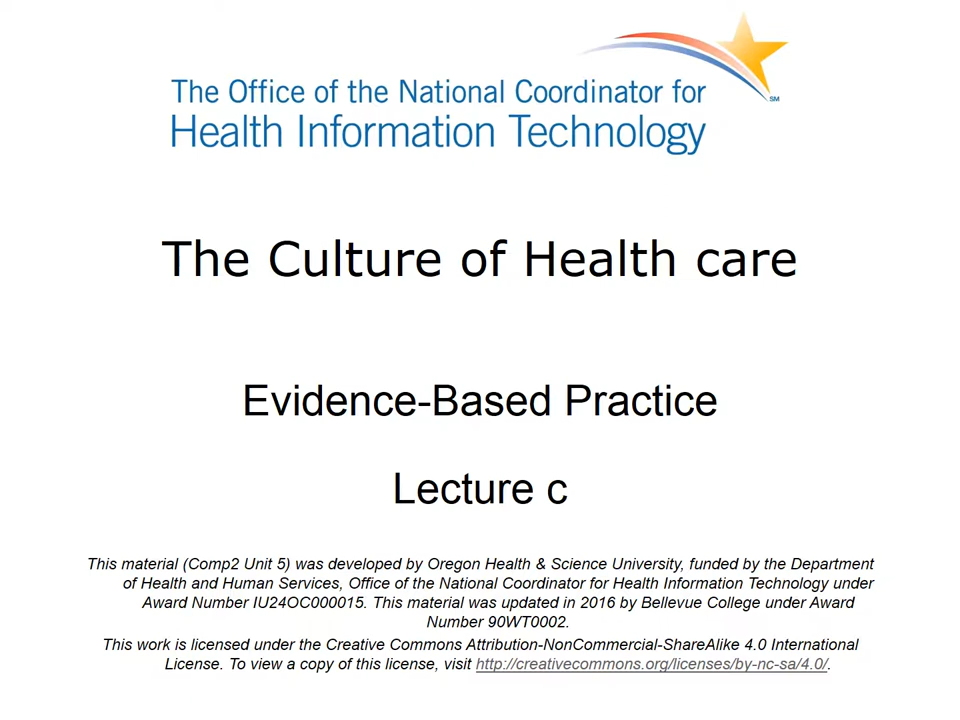 The Office of the National Coordinator for
Health Information Technology
SM
The Culture of Health care
Evidence-Based Practice
Lecture c
This material (Comp2 Unit 5) was developed by Oregon Health & Science University, funded by the Department
of Health and Human Services, Office of the National Coordinator for Health Information Technology under
Award Number IU24OC000015. This material was updated in 2016 by Bellevue College under Award
Number 90WT0002.
This work is licensed under the Creative Commons Attribution-NonCommercial-ShareAlike 4.0 International
License. To view a copy of this license, visit http://creativecommons.org/licenses/by-nc-sa/4.0/.